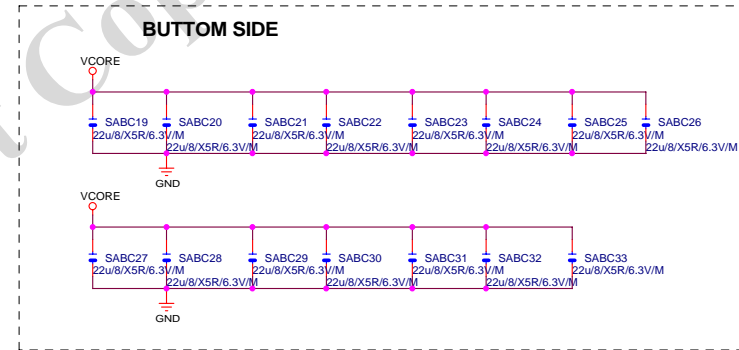 BUTTOM SIDE
VCORE
SABC19 SABC20 SABC21 SABC22 SABC23 SABC24 SABC25 SABC26
22u/8/X5R/6.3V/M 22u/8/X5R/6.3V/M 22u/8/X5R/6.3V/M 22u/8/X5R/6.3V/M
22u/8/X5R/6.3V/M 22u/8/X5R/6.3V/M 22u/8/X5R/6.3V/M 22u/8/X5R/6.3V/M
GND
VCORE
SABC27 SABC28 SABC29 SABC30 SABC31 SABC32 SABC33
22u/8/X5R/6.3V/M 22u/8/X5R/6.3V/M 22u/8/X5R/6.3V/M 22u/8/X5R/6.3V/M
22u/8/X5R/6.3V/M 22u/8/X5R/6.3V/M 22u/8/X5R/6.3V/M
GND